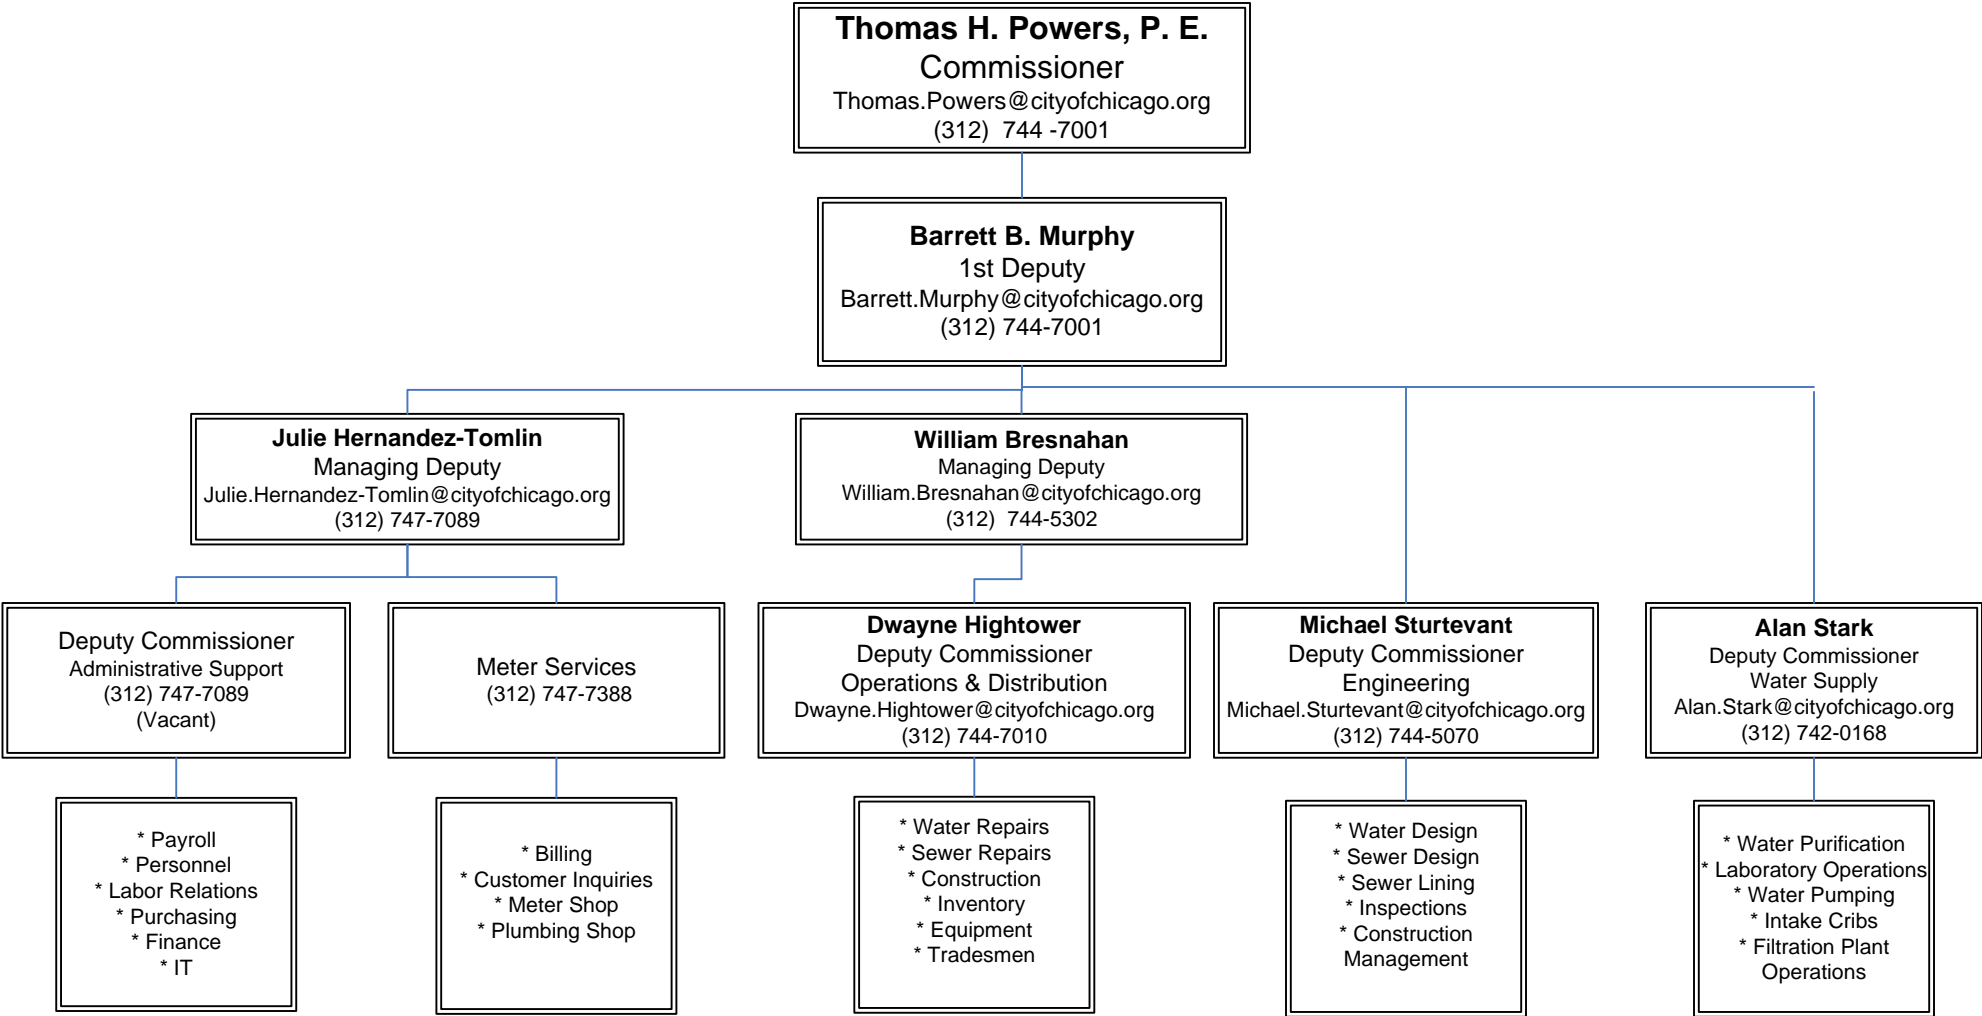 Thomas H. Powers, P. E.
Commissioner
Thomas.Powers@cityofchicago.org
(312)  744 -7001
Barrett B. Murphy
1st Deputy
Barrett.Murphy@cityofchicago.org
(312) 744-7001
Julie Hernandez-Tomlin
Managing Deputy
Julie.Hernandez-Tomlin@cityofchicago.org
(312) 747-7089
William Bresnahan
Managing Deputy
William.Bresnahan@cityofchicago.org
(312)  744-5302
Deputy Commissioner
Administrative Support
(312) 747-7089
(Vacant)
Meter Services
(312) 747-7388
Dwayne Hightower
Deputy Commissioner
Operations & Distribution
Dwayne.Hightower@cityofchicago.org
(312) 744-7010
Michael Sturtevant
Deputy Commissioner
Engineering
Michael.Sturtevant@cityofchicago.org
(312) 744-5070
Alan Stark
Deputy Commissioner
Water Supply
Alan.Stark@cityofchicago.org
(312) 742-0168
* Payroll
* Personnel
* Labor Relations
* Purchasing
* Finance
* IT
* Billing
* Customer Inquiries
* Meter Shop
* Plumbing Shop
* Water Repairs
* Sewer Repairs
* Construction
* Inventory
* Equipment
* Tradesmen
* Water Design
* Sewer Design
* Sewer Lining
* Inspections
* Construction
Management
* Water Purification
* Laboratory Operations
* Water Pumping
* Intake Cribs
* Filtration Plant
Operations